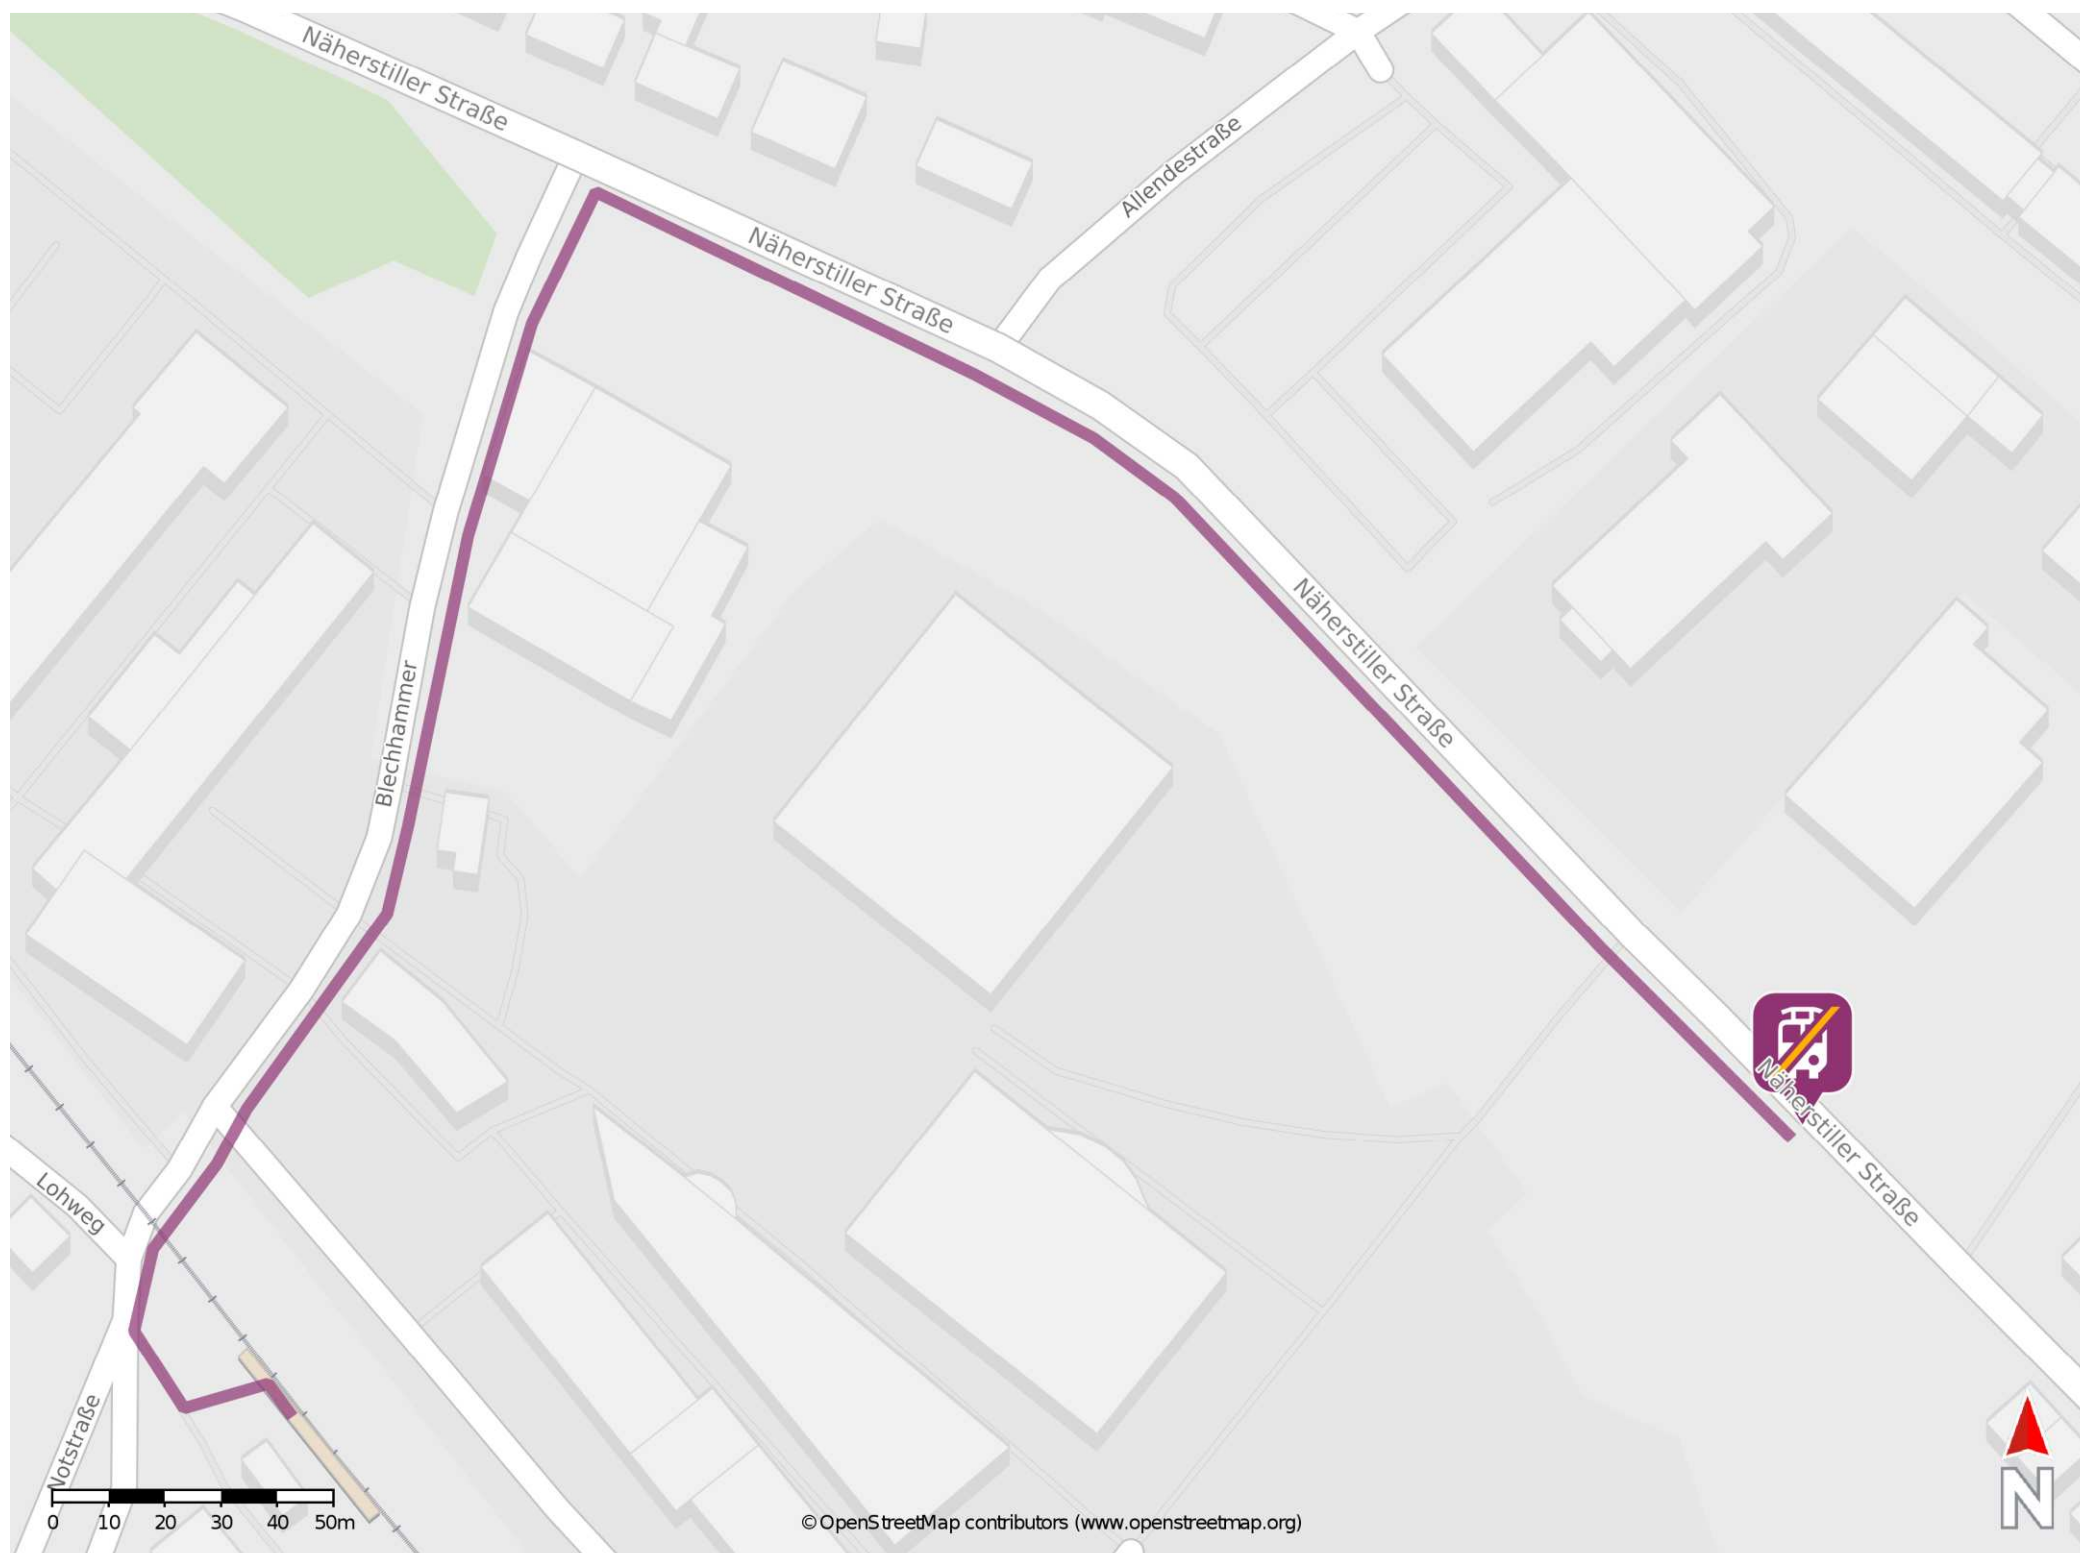 Näherstiller Straße
Allendestraße
Näherstiller Straße
Näherstiller Straße
Blechhammer
Näherstiller Straße
Lohweg
Notstraße
0 10 20 30 40 50m
© OpenStreetMap contributors (www.openstreetmap.org)
N